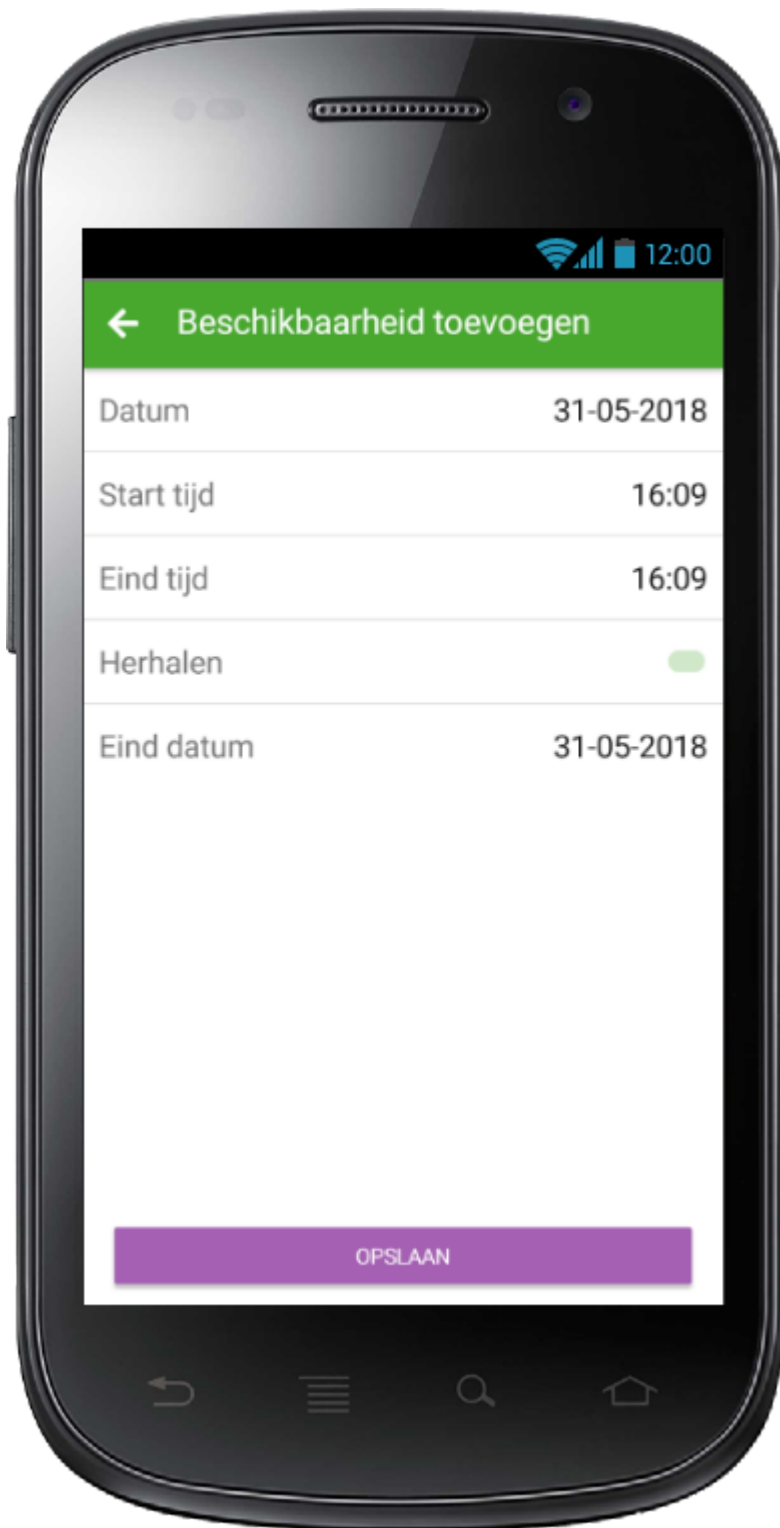 12:00
Beschikbaarheid toevoegen
Datum 31-05-2018
Start tijd 16:09
Eind tijd 16:09
Herhalen
Eind datum 31-05-2018
OPSLAAN